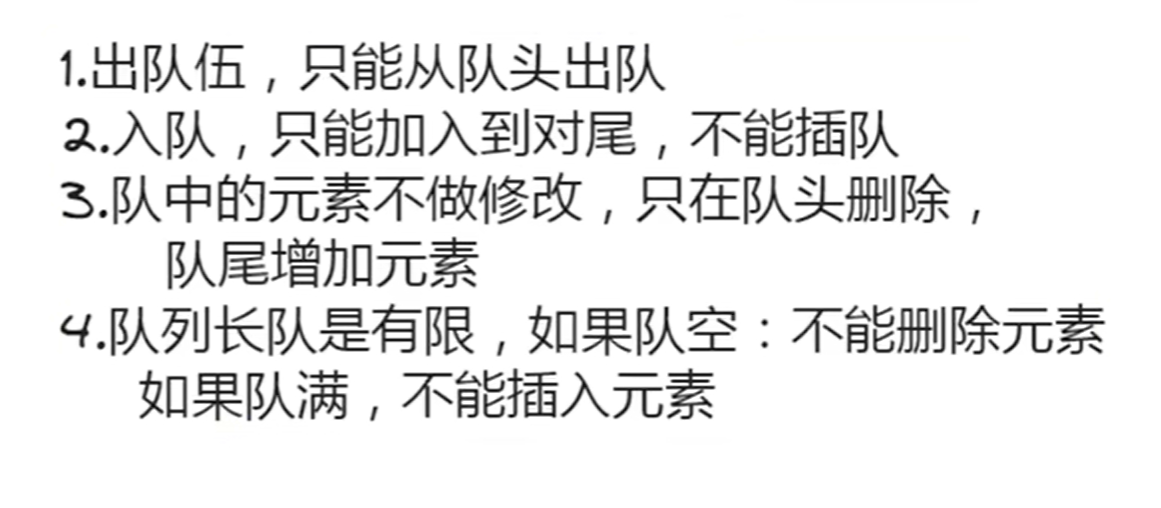 1.出队伍，只能从队头出队
2.入队，只能加入到对尾，不能插队
3.队中的元素不做修改，只在队头删除，
队尾增加元素
4.队列长队是有限，如果队空：不能删除元素
如果队满，不能插入元素